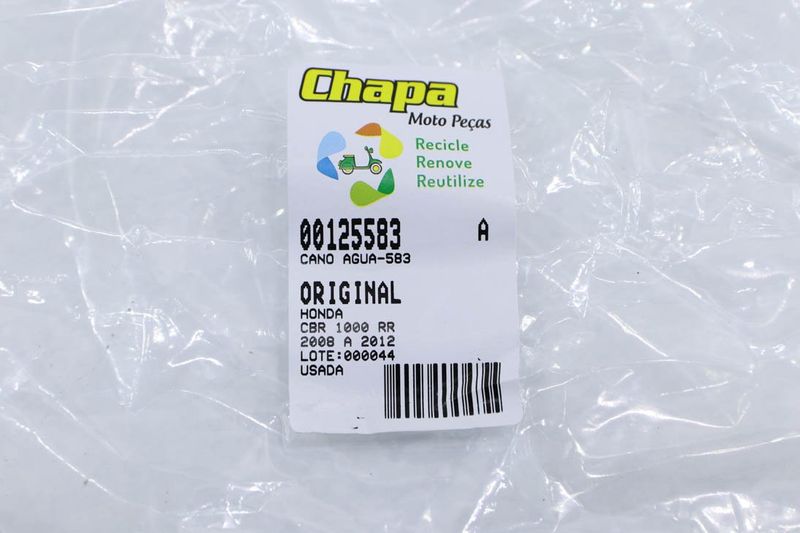 Chapa
Moto Peças
Recicle
Renove
Reutilize
00125583 A
CANO AGUA-583
ORIGINAL
HONDA
CBR 1000 RR
2008 A 2012
LOTE:000044
USADA